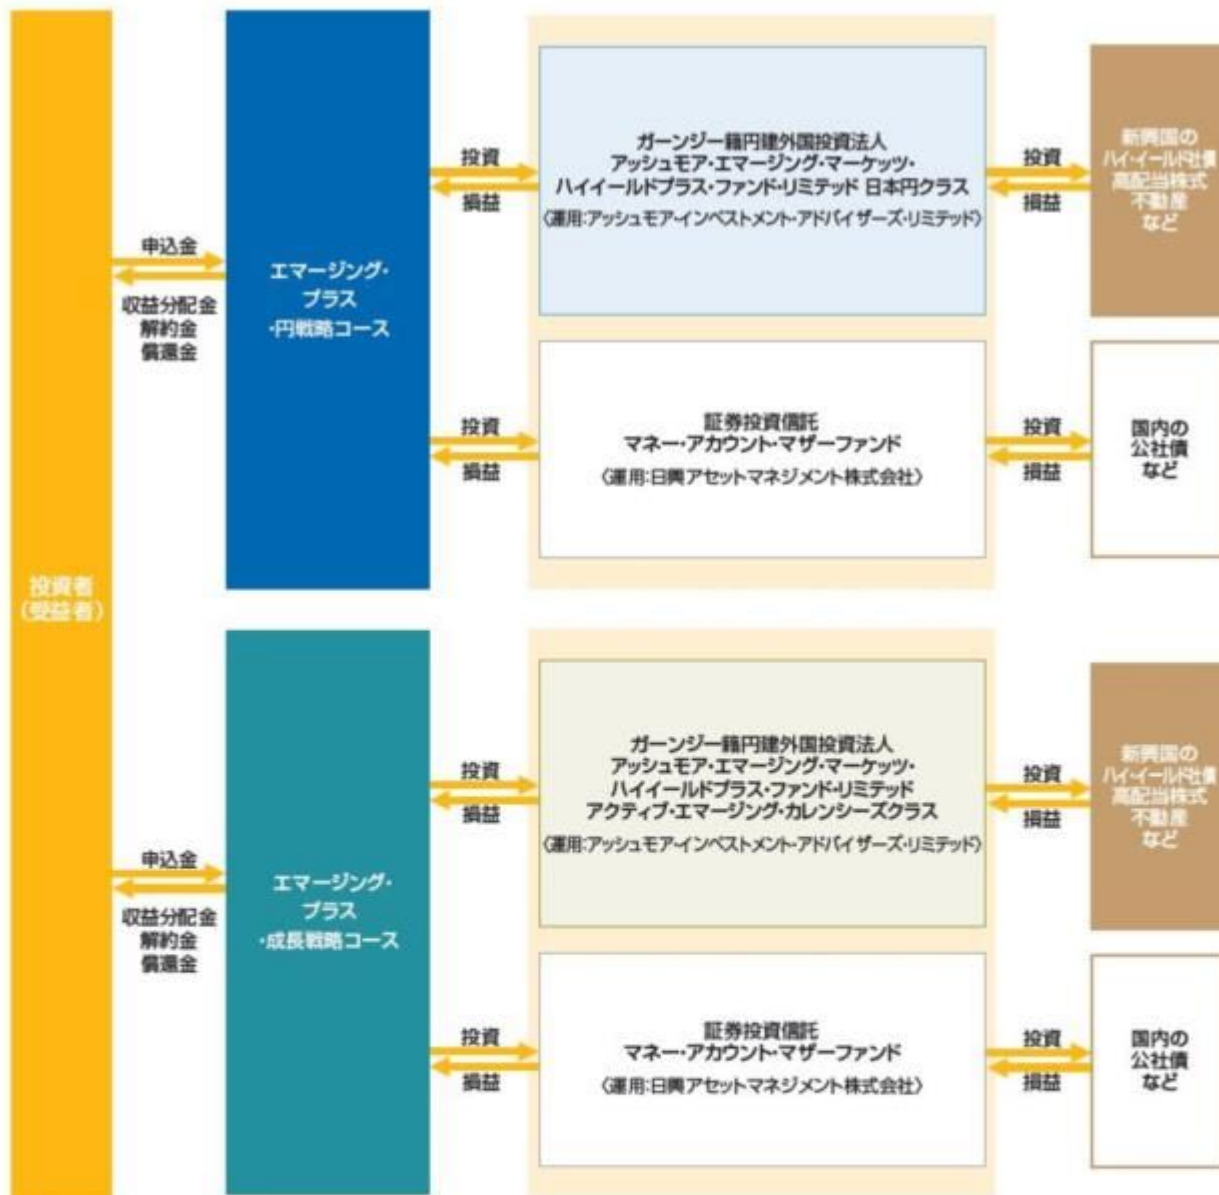 投資者
(受益者)
申込金
収益分配金
解約金
償還金
エマージング・
プラス
・円戦略コース
投資
損益
ガーンジー籍円建外国投資法人
アッシュモア・エマージング・マーケッツ・
ハイイールドプラス・ファンド・リミテッド 日本円クラス
〈運用:アッシュモア・インベストメント・アドバイザーズ・リミテッド〉
投資
損益
新興国の
ハイ・イールド社債
高配当株式
不動産
など
投資
損益
証券投資信託
マネー・アカウント・マザーファンド
〈運用:日興アセットマネジメント株式会社〉
投資
損益
国内の
公社債
など
申込金
収益分配金
解約金
償還金
エマージング・
プラス
・成長戦略コース
投資
損益
ガーンジー籍円建外国投資法人
アッシュモア・エマージング・マーケッツ・
ハイイールドプラス・ファンド・リミテッド
アクティブ・エマージング・カレンシーズクラス
〈運用:アッシュモア・インベストメント・アドバイザーズ・リミテッド〉
投資
損益
新興国の
ハイ・イールド社債
高配当株式
不動産
など
投資
損益
証券投資信託
マネー・アカウント・マザーファンド
〈運用:日興アセットマネジメント株式会社〉
投資
損益
国内の
公社債
など